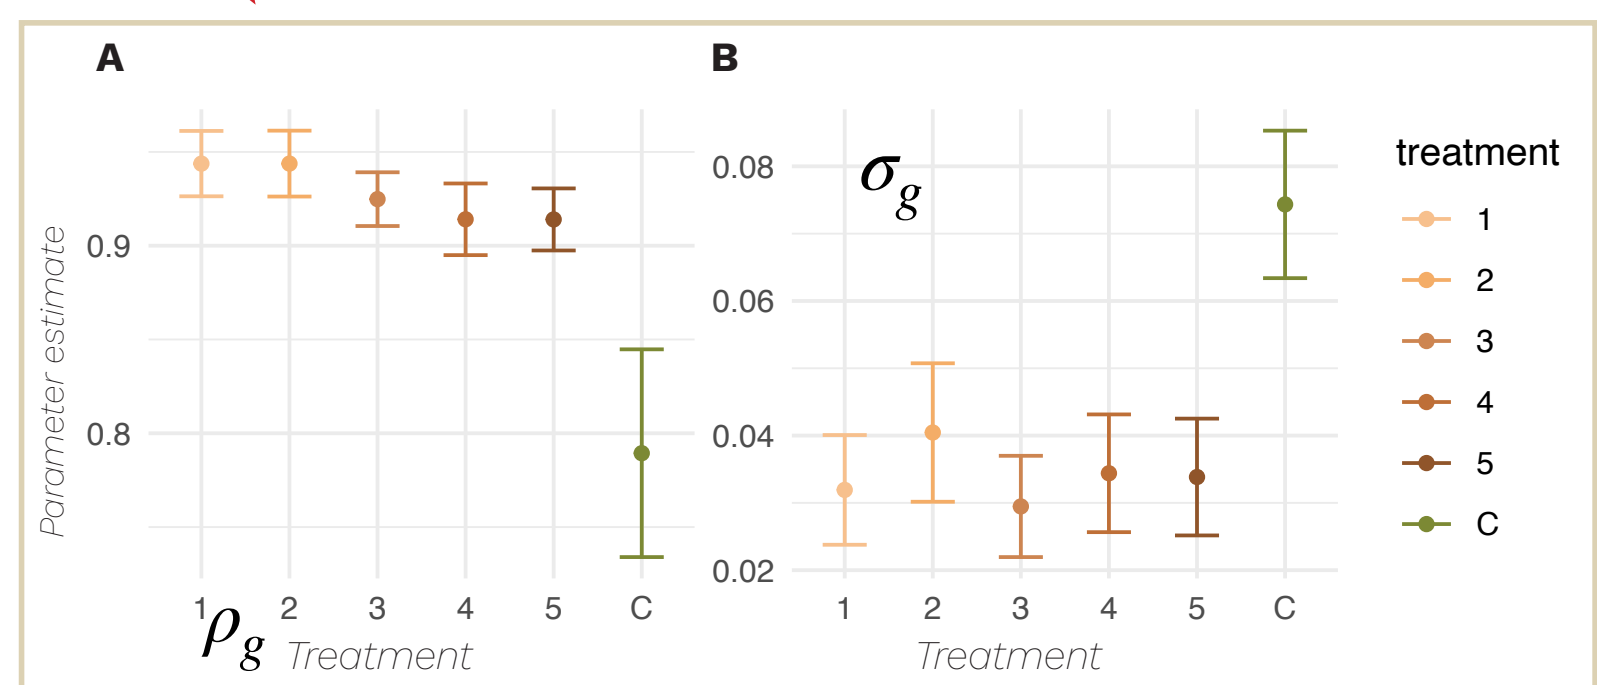 A
B
0.9
0.8
Parameter estimate
1 2 3 4 5 C
ρg
Treatment
0.08
0.06
0.04
0.02
σg
1 2 3 4 5 C
Treatment
treatment
1
2
3
4
5
C